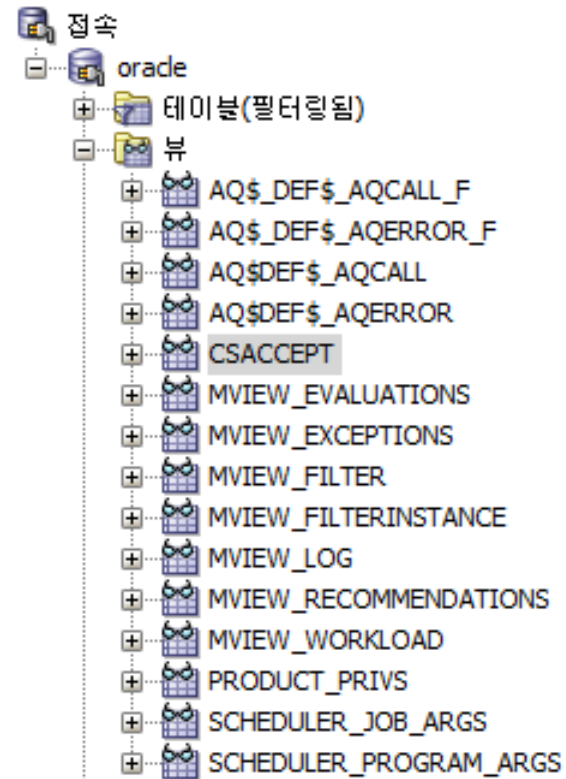 접속
oracle
테이블(필터링됨)
뷰
AQ$_DEF$_AQCALL_F
AQ$_DEF$_AQERROR_F
AQ$DEF$_AQCALL
AQ$DEF$_AQERROR
CSACCEPT
MVIEW_EVALUATIONS
MVIEW_EXCEPTIONS
MVIEW_FILTER
MVIEW_FILTERINSTANCE
MVIEW_LOG
MVIEW_RECOMMENDATIONS
MVIEW_WORKLOAD
PRODUCT_PRIVS
SCHEDULER_JOB_ARGS
SCHEDULER_PROGRAM_ARGS